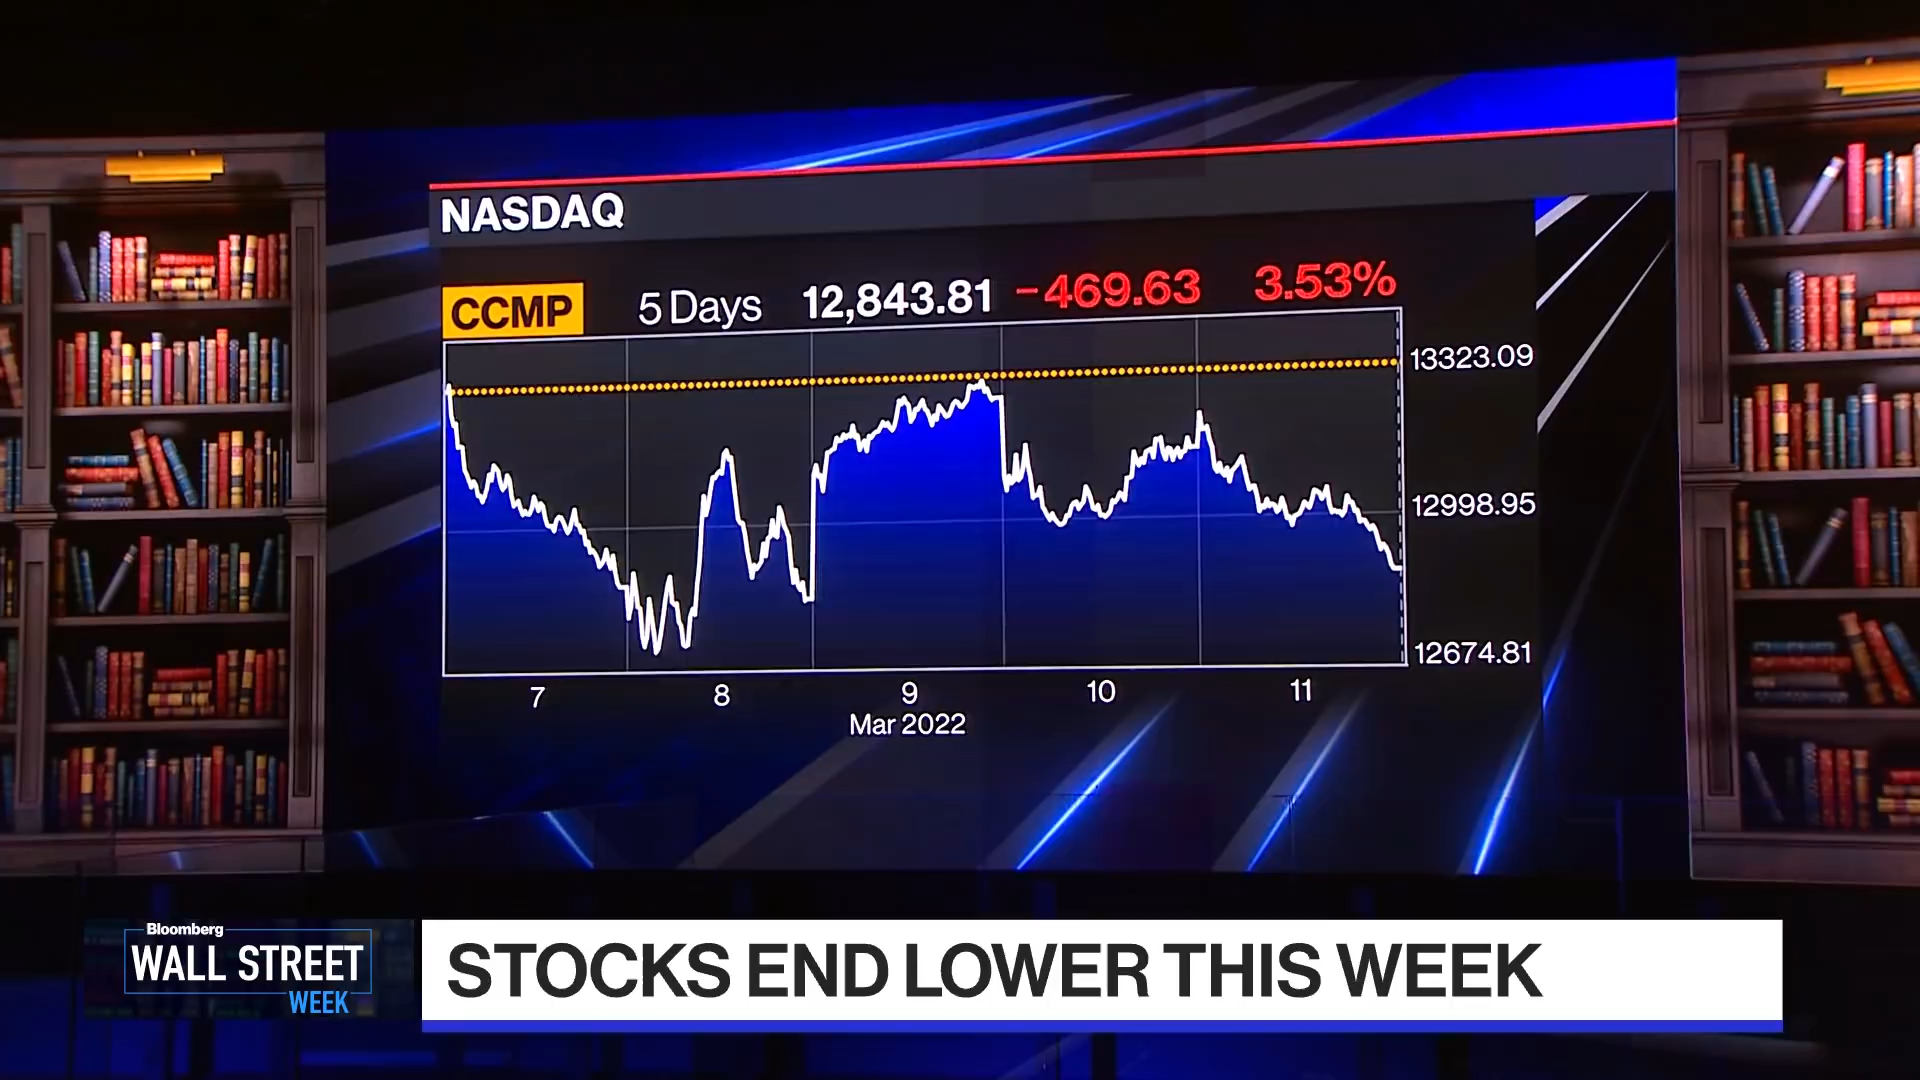 NASDAQ
CCMP 5 Days 12,843.81 -469.63 3.53%
13323.09
12998.95
12674.81
7 8 9 10 11
Mar 2022
Bloomberg
WALL STREET
WEEK
STOCKS END LOWER THIS WEEK